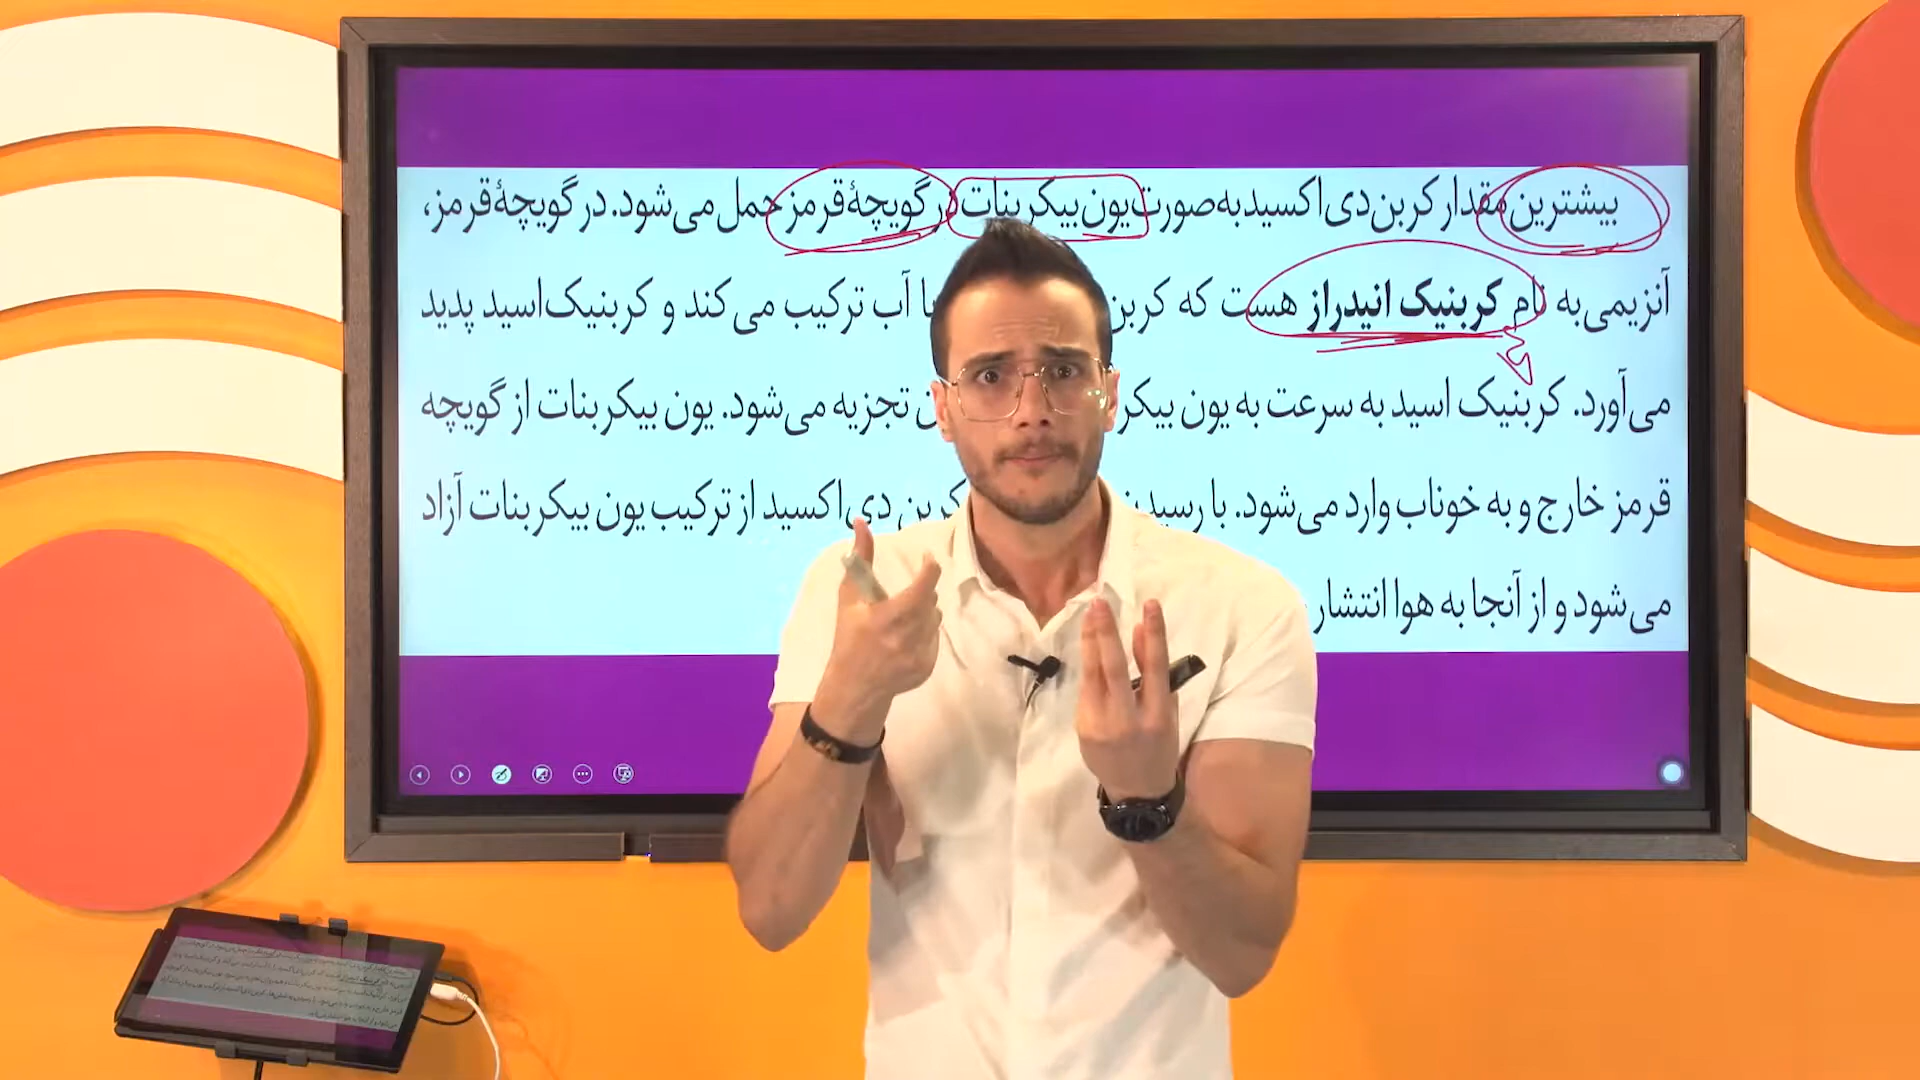 بیشترین مقدار کربن‌دی‌اکسید به‌صورت یون بیکربنات در گویچهٔ قرمز حمل می‌شود. در گویچهٔ قرمز،
آنزیمی به نام کربنیک انیدراز هست که کربن با آب ترکیب می‌کند و کربنیک‌اسید پدید
می‌آورد. کربنیک اسید به سرعت به یون بیکر تجزیه می‌شود. یون بیکربنات از گویچه
قرمز خارج و به خوناب وارد می‌شود. با رسیدن کربن دی‌اکسید از ترکیب یون بیکربنات آزاد
می‌شود و از آنجا به هوا انتشار